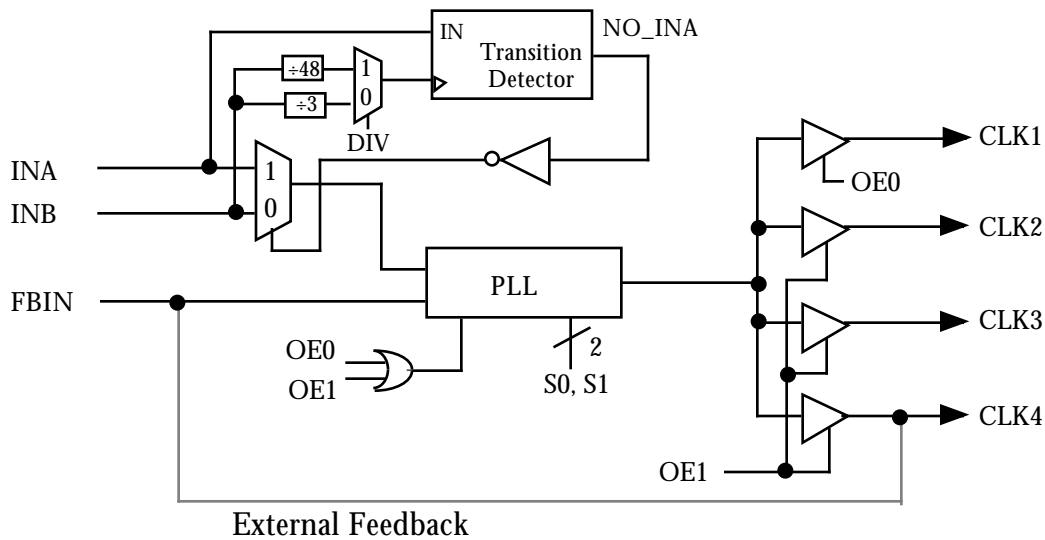 IN
Transition
Detector
NO_INA
÷48
1
÷3
0
DIV
INA
1
INB
0
FBIN
PLL
2
S0, S1
OE0
OE1
CLK1
OE0
CLK2
CLK3
CLK4
OE1
External Feedback